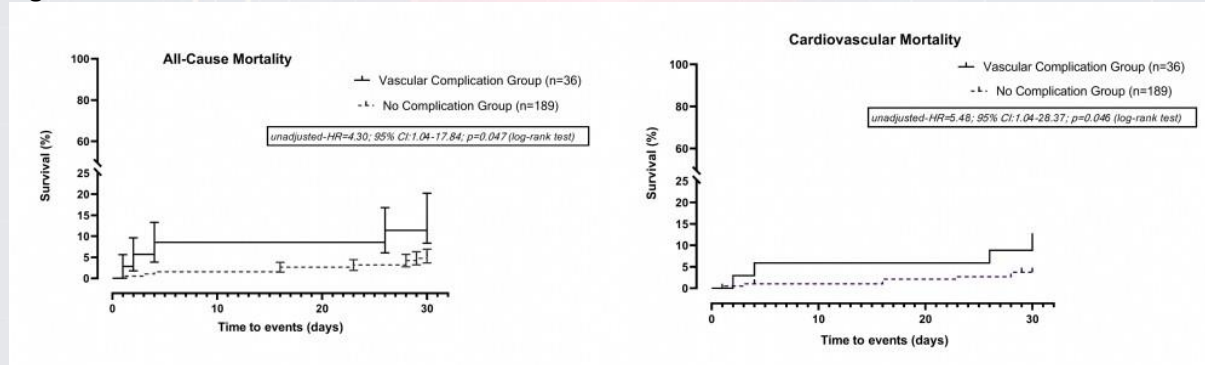 All-Cause Mortality
Vascular Complication Group (n=36)
No Complication Group (n=189)
unadjusted-HR=4.30; 95% CI:1.04-17.84; p=0.047 (log-rank test)
Survival (%)
100
80
60
25
20
15
10
5
0
0 10 20 30
Time to events (days)
Cardiovascular Mortality
Vascular Complication Group (n=36)
No Complication Group (n=189)
unadjusted-HR=5.48; 95% CI:1.04-28.37; p=0.046 (log-rank test)
Survival (%)
100
80
60
25
20
15
10
5
0
0 10 20 30
Time to events (days)